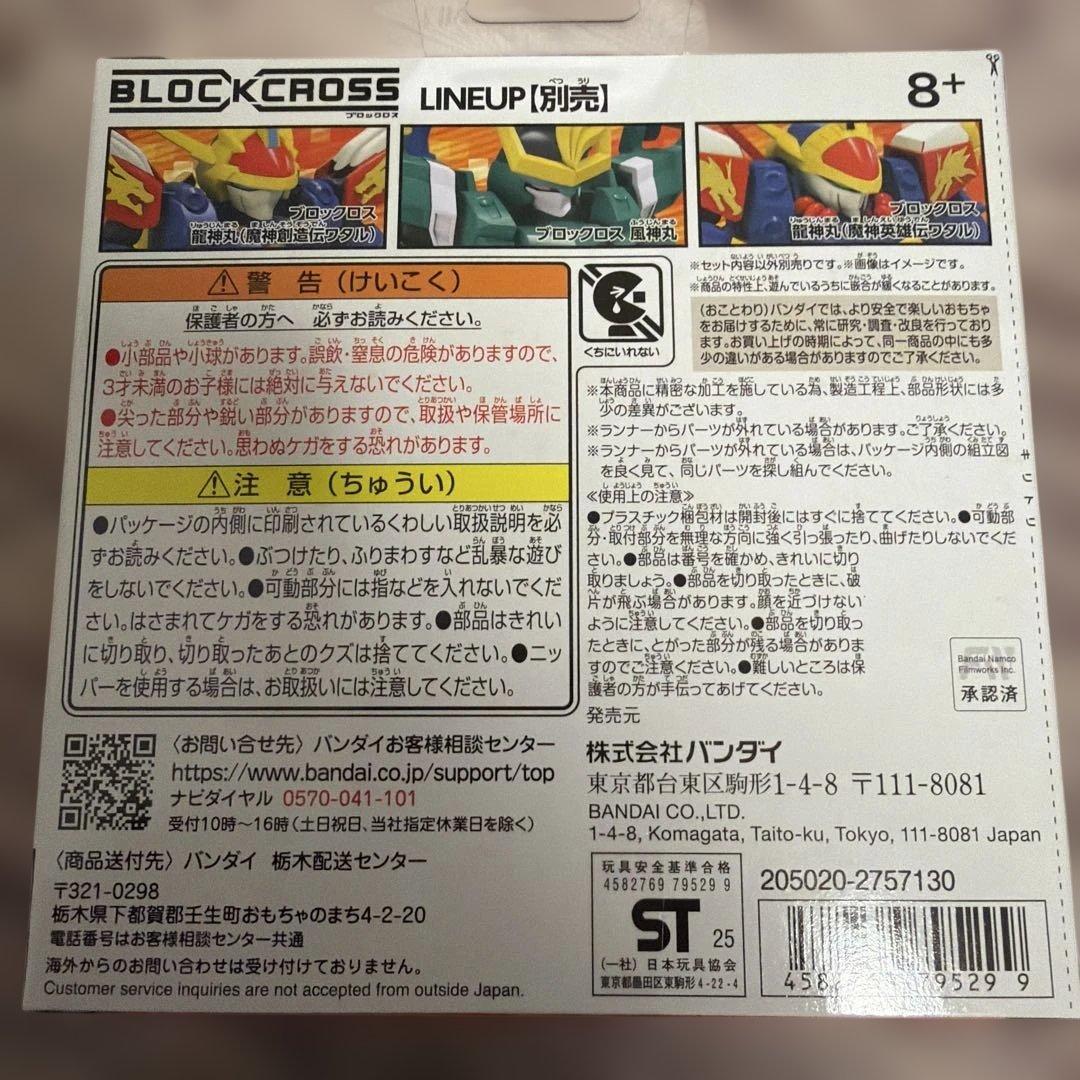 BLOCKCROSS
ブロックロス
LINEUP【別売】
8+
ブロックロス
龍神丸(魔神創造伝ワタル)
ブロックロス 風神丸
ブロックロス
龍神丸(魔神英雄伝ワタル)
⚠警 告(けいこく)
保護者の方へ 必ずお読みください。
●小部品や小球があります。誤飲・窒息の危険がありますので、
3才未満のお子様には絶対に与えないでください。
●尖った部分や鋭い部分がありますので、取扱や保管場所に
注意してください。思わぬケガをする恐れがあります。
⚠注 意(ちゅうい)
●パッケージの内側に印刷されているくわしい取扱説明を必
ずお読みください。●ぶつけたり、ふりまわすなど乱暴な遊び
をしないでください。●可動部分には指などを入れないでくだ
さい。はさまれてケガをする恐れがあります。●部品はきれい
に切り取り、切り取ったあとのクズは捨ててください。●ニッ
パーを使用する場合は、お取扱いには注意してください。
くちにいれない
※セット内容以外別売りです。※画像はイメージです。
※商品の特性上、遊んでいるうちに嵌合が緩くなることがあります。
(おことわり)バンダイでは、より安全で楽しいおもちゃ
をお届けするために、常に研究・調査・改良を行っており
ます。お買い上げの時期によって、同一商品の中にも多
少の違いがある場合がありますのでご了承ください。
※本商品に精密な加工を施している為、製造工程上、部品形状には多
少の差異がございます。
※ランナーからパーツが外れている場合があります。ご了承ください。
※ランナーからパーツが外れている場合は、パッケージ内側の組立図
を良く見て、同じパーツを探し組んでください。
≪使用上の注意≫
●プラスチック梱包材は開封後にはすぐに捨ててください。●可動部
分・取付部分を無理な方向に強く引っ張ったり、曲げたりしないでくだ
さい。●部品は番号を確かめ、きれいに切り
取りましょう。●部品を切り取ったときに、破
片が飛ぶ場合があります。顔を近づけない
ように注意してください。●部品を切り取っ
たときに、とがった部分が残る場合がありま
すのでご注意ください。●難しいところは保
護者の方が手伝ってあげてください。
キリトリ
Bandai Namco
Filmworks Inc.
承認済
発売元
株式会社バンダイ
東京都台東区駒形1-4-8 〒111-8081
BANDAI CO.,LTD.
1-4-8, Komagata, Taito-ku, Tokyo, 111-8081 Japan
〈お問い合せ先〉バンダイお客様相談センター
https://www.bandai.co.jp/support/top
ナビダイヤル 0570-041-101
受付10時~16時(土日祝日、当社指定休業日を除く)
〈商品送付先〉バンダイ 栃木配送センター
〒321-0298
栃木県下都賀郡壬生町おもちゃのまち4-2-20
電話番号はお客様相談センター共通
海外からのお問い合わせは受け付けておりません。
Customer service inquiries are not accepted from outside Japan.
玩具安全基準合格
4582769 79529 9
ST 25
(一社)日本玩具協会
東京都墨田区東駒形4-22-4
205020-2757130